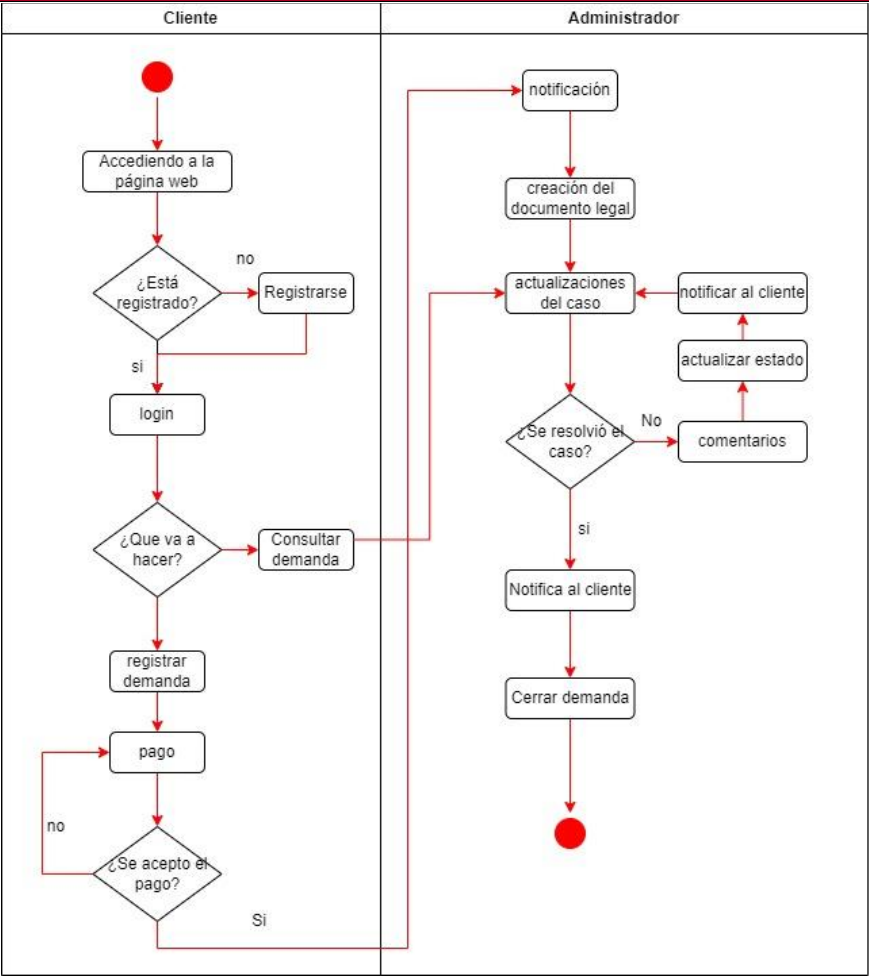 Cliente
Administrador
Accediendo a la
página web
¿Está
registrado?
no
Registrarse
si
login
¿Que va a
hacer?
Consultar
demanda
registrar
demanda
pago
no
¿Se acepto el
pago?
Si
notificación
creación del
documento legal
actualizaciones
del caso
notificar al cliente
actualizar estado
¿Se resolvió el
caso?
No
comentarios
si
Notifica al cliente
Cerrar demanda